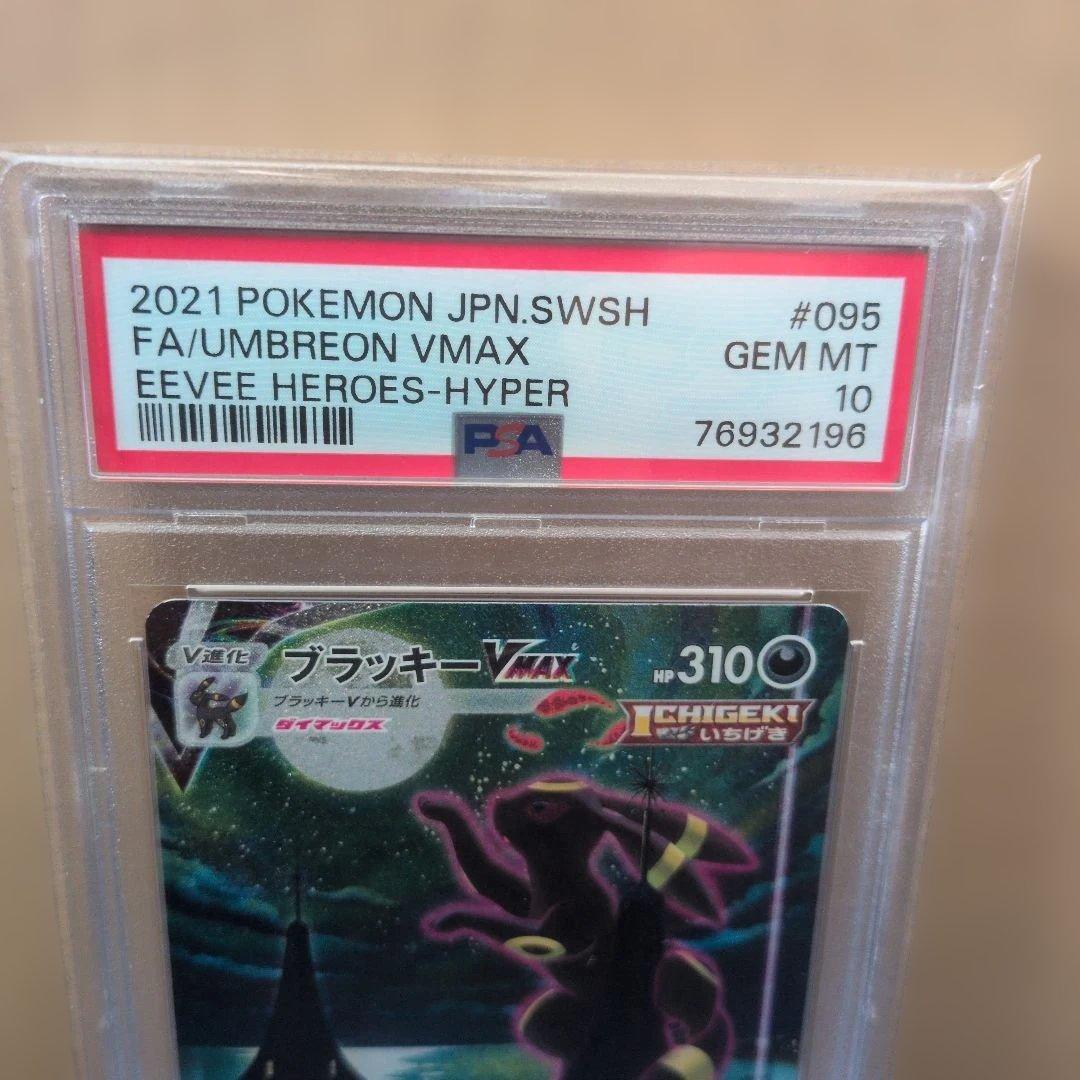 2021 POKEMON JPN.SWSH #095
FA/UMBREON VMAX GEM MT
EEVEE HEROES-HYPER 10
PSA 76932196
V進化 ブラッキーVMAX HP310
ブラッキーVから進化
ダイマックス
ICHIGEKI
いちげき